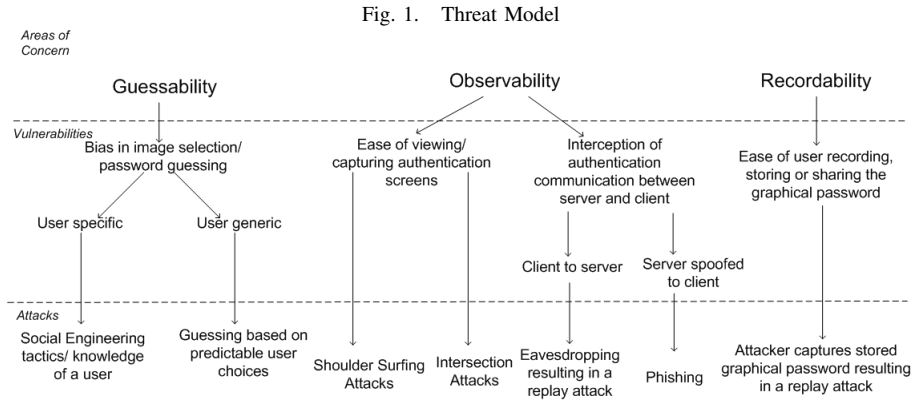 Fig. 1. Threat Model
Areas of
Concern
Guessability
Observability
Recordability
Vulnerabilities
Bias in image selection/
password guessing
Ease of viewing/
capturing authentication
screens
Interception of
authentication
communication between
server and client
Ease of user recording,
storing or sharing the
graphical password
User specific
User generic
Client to server
Server spoofed
to client
Attacks
Social Engineering
tactics/ knowledge
of a user
Guessing based on
predictable user
choices
Shoulder Surfing
Attacks
Intersection
Attacks
Eavesdropping
resulting in a
replay attack
Phishing
Attacker captures stored
graphical password resulting
in a replay attack